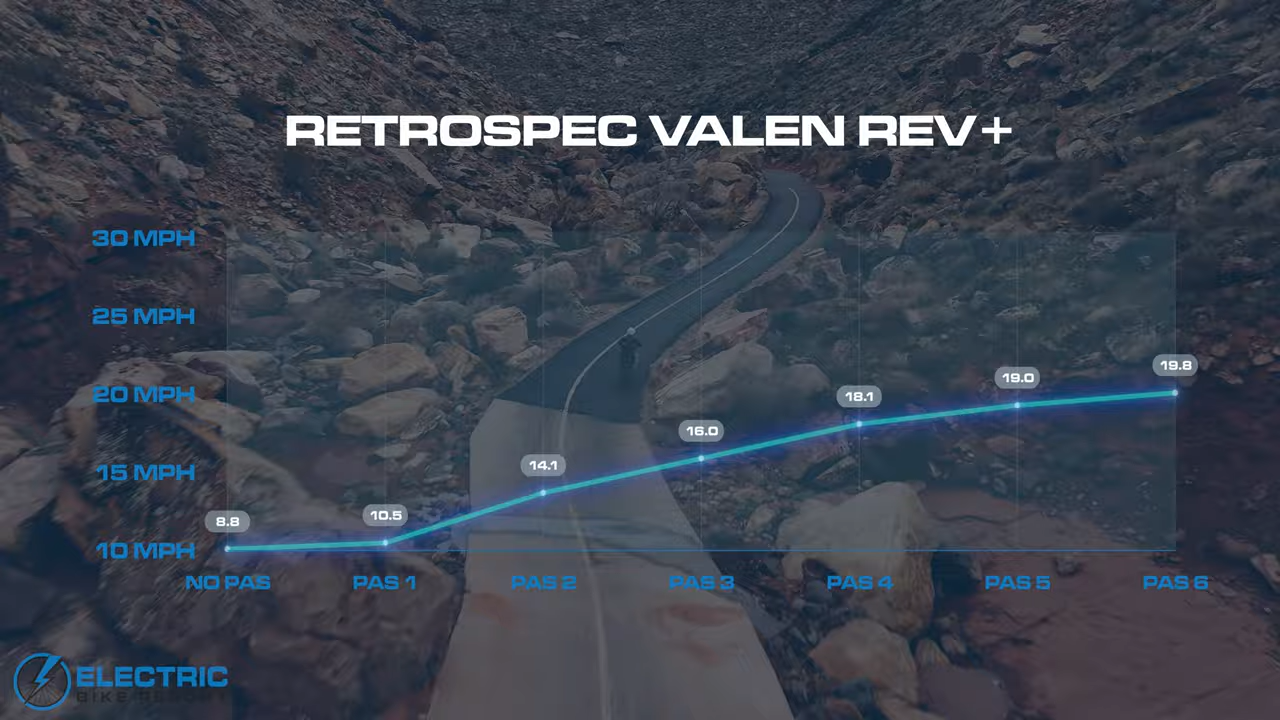 RETROSPEC VALEN REV+
30 MPH
25 MPH
20 MPH
15 MPH
10 MPH
8.8
10.5
14.1
16.0
18.1
19.0
19.8
NO PAS
PAS 1
PAS 2
PAS 3
PAS 4
PAS 5
PAS 6
ELECTRIC
BIKE